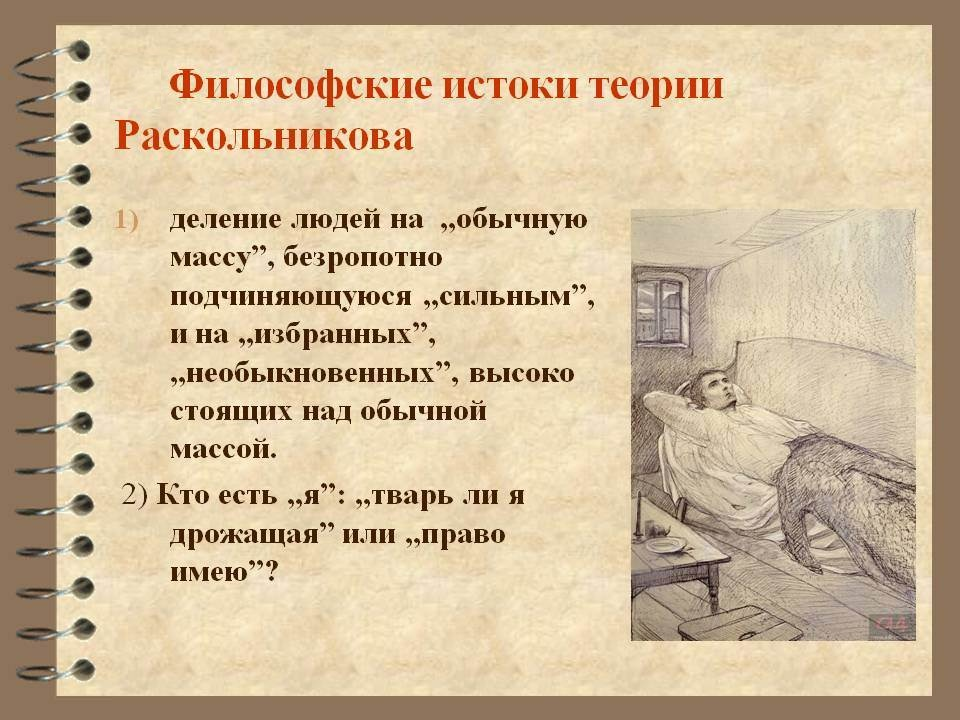 Философские истоки теории
Раскольникова
1) деление людей на „обычную
массу”, безропотно
подчиняющуюся „сильным”,
и на „избранных”,
„необыкновенных”, высоко
стоящих над обычной
массой.
2) Кто есть „я”: „тварь ли я
дрожащая” или „право
имею”?